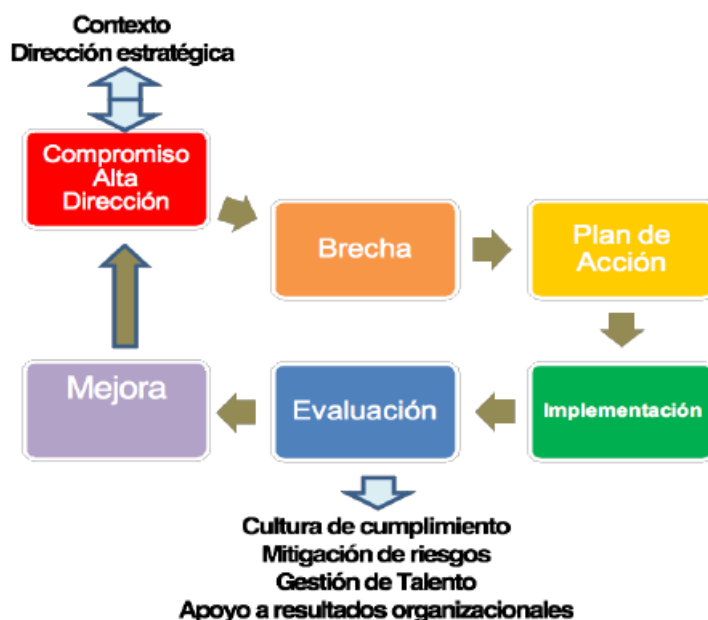 Contexto
Dirección estratégica
Compromiso
Alta
Dirección
Brecha
Plan de
Acción
Mejora
Evaluación
Implementación
Cultura de cumplimiento
Mitigación de riesgos
Gestión de Talento
Apoyo a resultados organizacionales